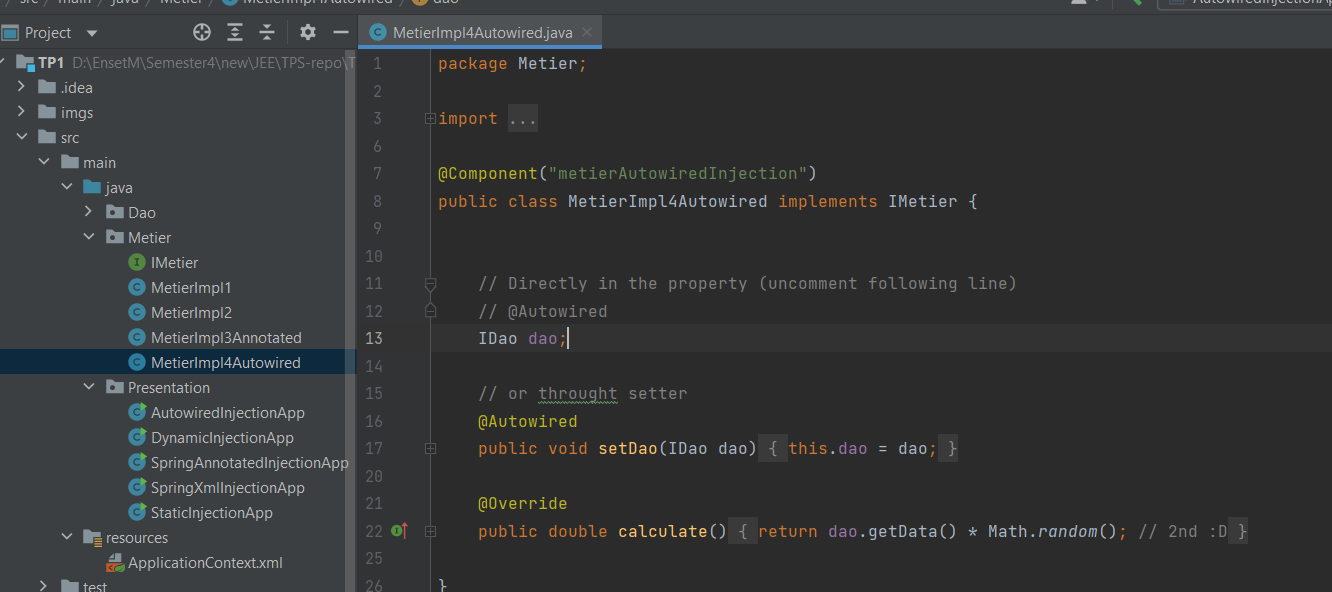 src main java Metier MetierImpl4Autowired dao
Project
MetierImpl4Autowired.java
TP1 D:\EnsetM\Semester4\new\JEE\TPS-repo\T
.idea
imgs
src
main
java
Dao
Metier
IMetier
MetierImpl1
MetierImpl2
MetierImpl3Annotated
MetierImpl4Autowired
Presentation
AutowiredInjectionApp
DynamicInjectionApp
SpringAnnotatedInjectionApp
SpringXmlInjectionApp
StaticInjectionApp
resources
ApplicationContext.xml
test
1 package Metier;
2
3 import ...
6
7 @Component("metierAutowiredInjection")
8 public class MetierImpl4Autowired implements IMetier {
9
10
11 // Directly in the property (uncomment following line)
12 // @Autowired
13 IDao dao;
14
15 // or throught setter
16 @Autowired
17 public void setDao(IDao dao) { this.dao = dao; }
20
21 @Override
22 public double calculate() { return dao.getData() * Math.random(); // 2nd :D }
25
26 }